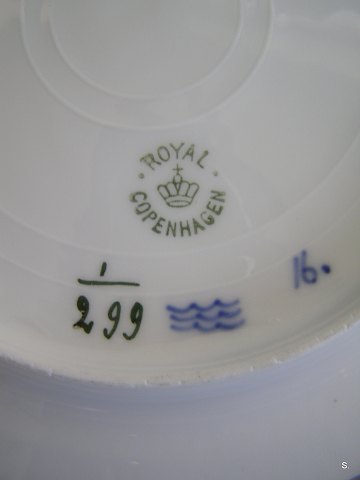 ROYAL
COPENHAGEN
1
299
16.
S.